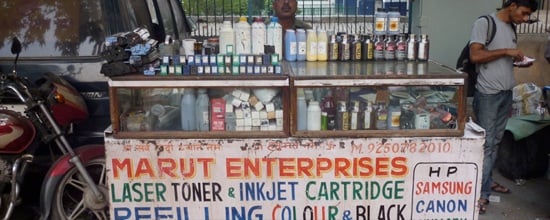 M. 9250782010
MARUT ENTERPRISES
LASER TONER & INKJET CARTRIDGE
REFILLING COLOUR & BLACK
HP
SAMSUNG
CANON